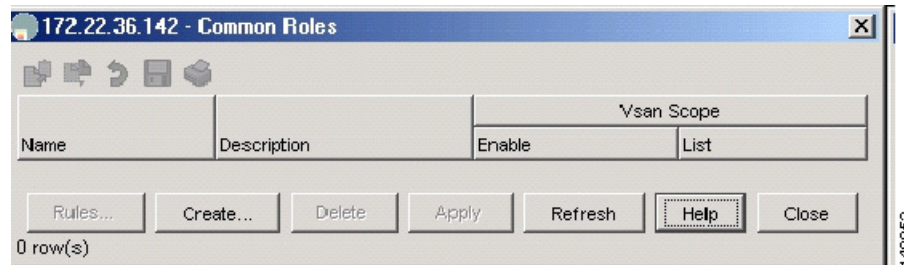 172.22.36.142 - Common Roles
Vsan Scope
Name Description Enable List
Rules... Create... Delete Apply Refresh Help Close
0 row(s)